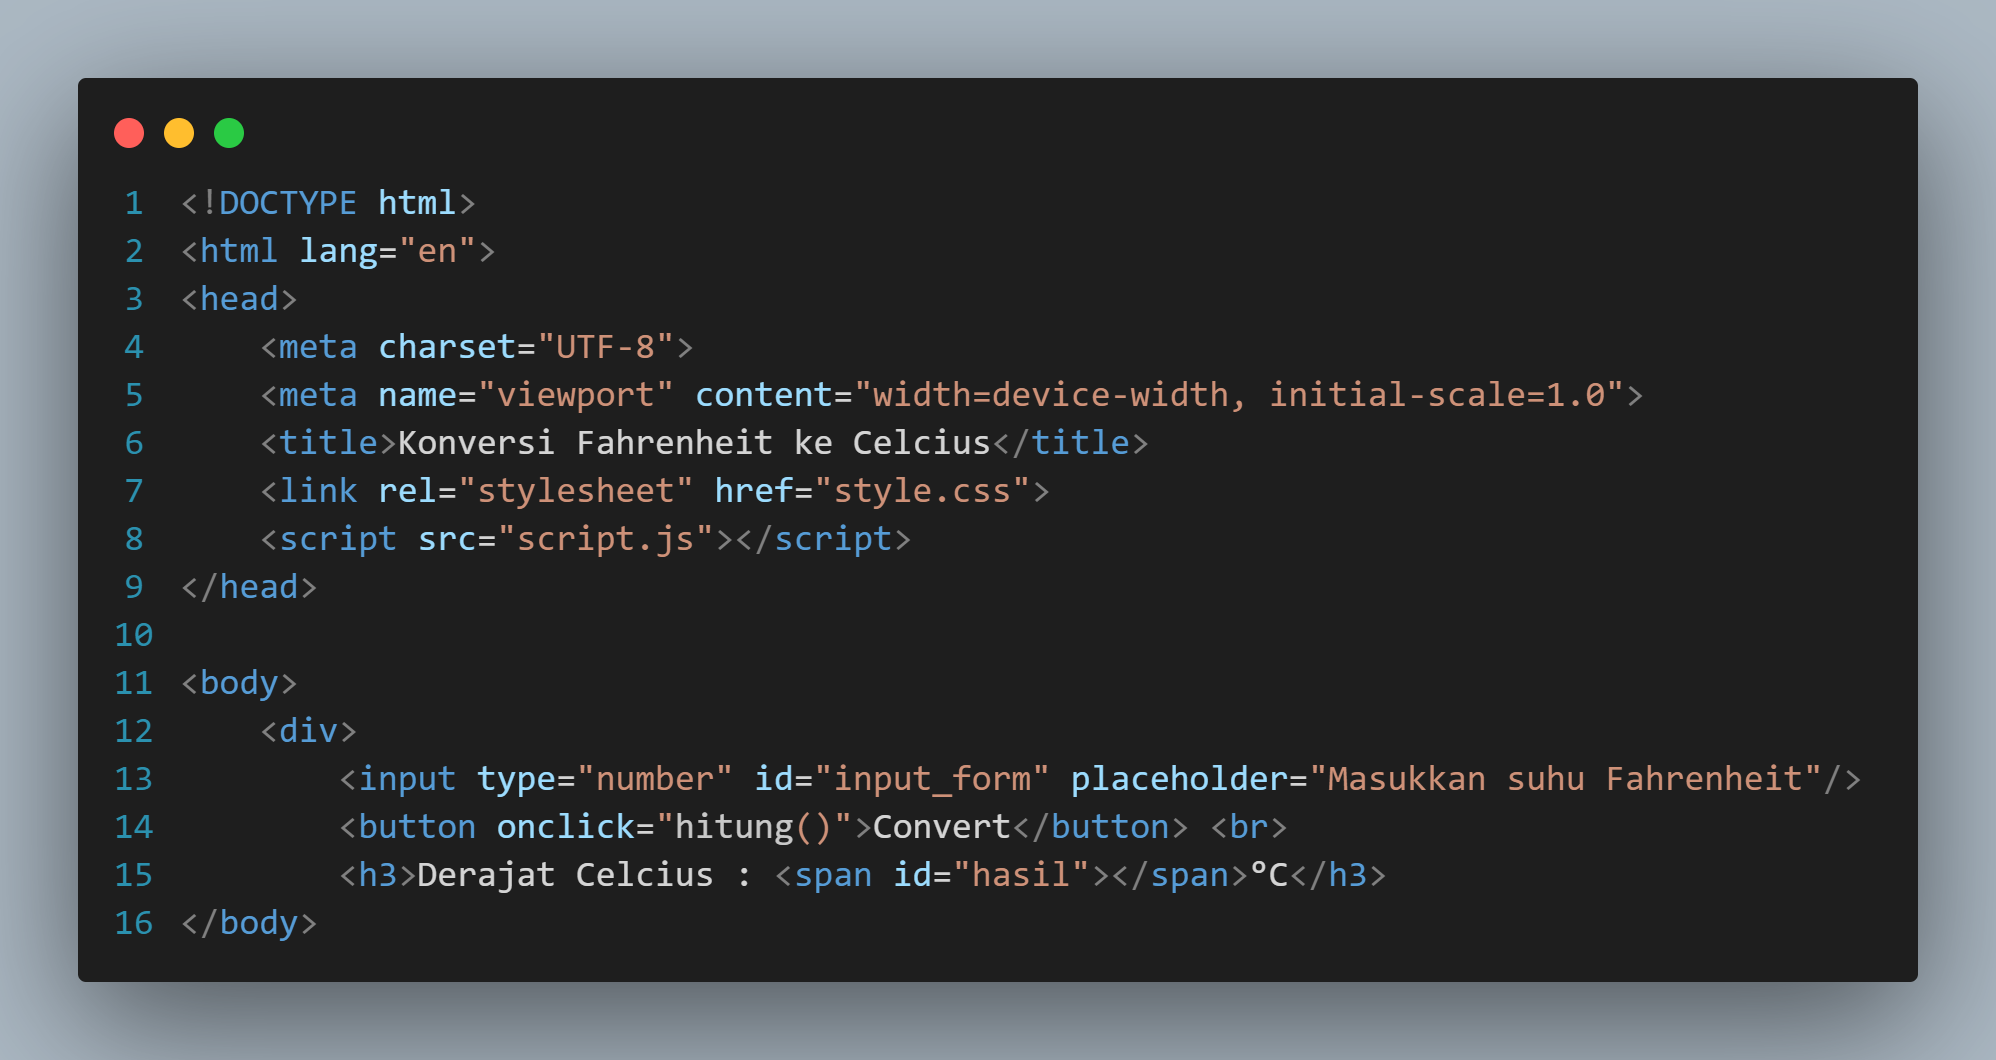 1 <!DOCTYPE html>
2 <html lang="en">
3 <head>
4     <meta charset="UTF-8">
5     <meta name="viewport" content="width=device-width, initial-scale=1.0">
6     <title>Konversi Fahrenheit ke Celcius</title>
7     <link rel="stylesheet" href="style.css">
8     <script src="script.js"></script>
9 </head>
10
11 <body>
12     <div>
13         <input type="number" id="input_form" placeholder="Masukkan suhu Fahrenheit"/>
14         <button onclick="hitung()">Convert</button> <br>
15         <h3>Derajat Celcius : <span id="hasil"></span>°C</h3>
16 </body>